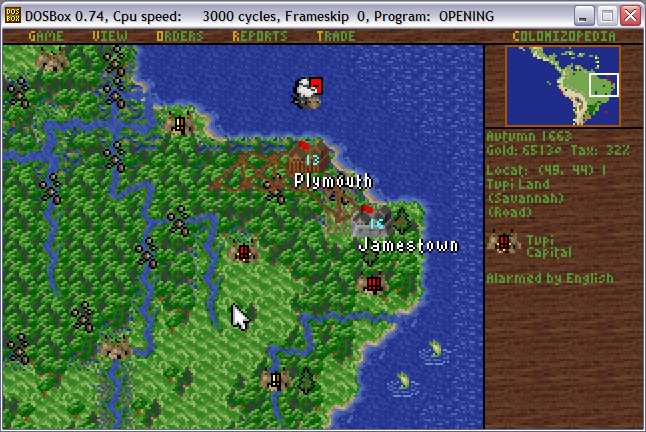 DOSBox 0.74, Cpu speed: 3000 cycles, Frameskip 0, Program: OPENING
GAME VIEW ORDERS REPORTS TRADE COLONIZOPEDIA
Autumn 1663
Gold: 6513¢ Tax: 32%
Locat: (49, 44) 1
Tupi Land
(Savannah)
(Road)
Tupi
Capital
Alarmed by English
13
Plymouth
16
Jamestown